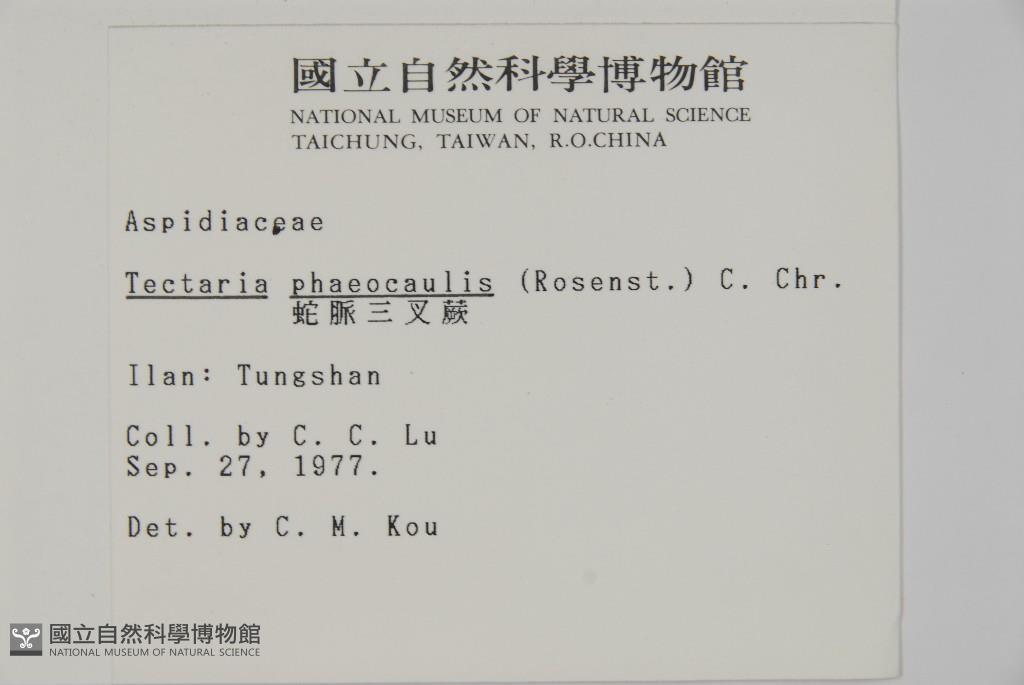 國立自然科學博物館
NATIONAL MUSEUM OF NATURAL SCIENCE
TAICHUNG, TAIWAN, R.O.CHINA
Aspidiaceae
Tectaria phaeocaulis (Rosenst.) C. Chr.
蛇脈三叉蕨
Ilan: Tungshan
Coll. by C. C. Lu
Sep. 27, 1977.
Det. by C. M. Kou
國立自然科學博物館
NATIONAL MUSEUM OF NATURAL SCIENCE